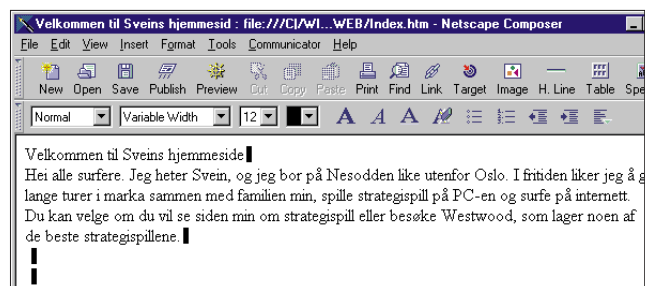 Velkommen til Sveins hjemmesid : file:///C|/WI...WEB/Index.htm - Netscape Composer
File Edit View Insert Format Tools Communicator Help
New Open Save Publish Preview Cut Copy Paste Print Find Link Target Image H. Line Table Spe
Normal Variable Width 12 A A A
Velkommen til Sveins hjemmeside
Hei alle surfere. Jeg heter Svein, og jeg bor på Nesodden like utenfor Oslo. I fritiden liker jeg å g
lange turer i marka sammen med familien min, spille strategispill på PC-en og surfe på internett.
Du kan velge om du vil se siden min om strategispill eller besøke Westwood, som lager noen af
de beste strategispillene.